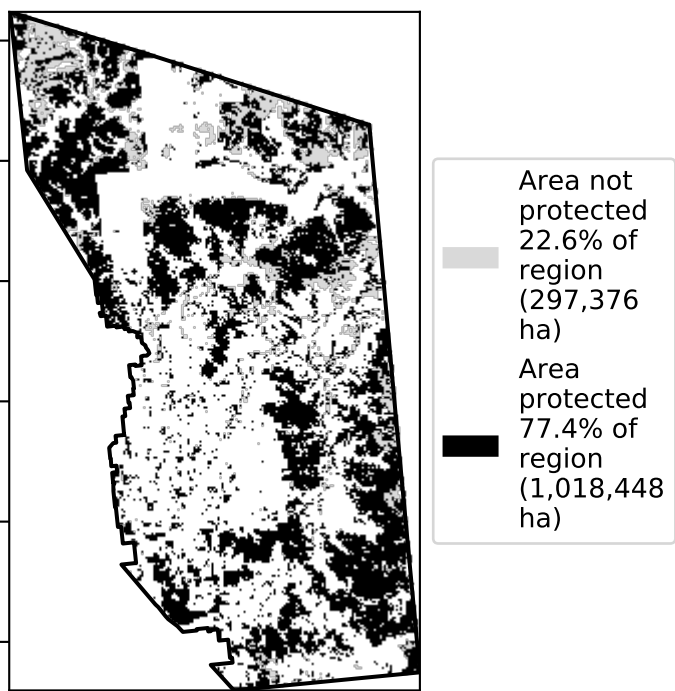 Area not
protected
22.6% of
region
(297,376
ha)
Area
protected
77.4% of
region
(1,018,448
ha)